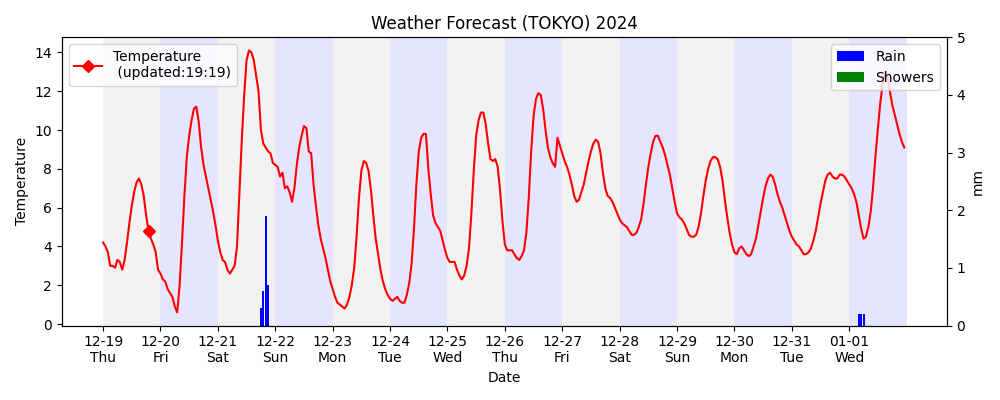 Weather Forecast (TOKYO) 2024
Temperature
(updated:19:19)
Rain
Showers
Temperature
14
12
10
8
6
4
2
0
5
4
3
2
1
0
mm
12-19 12-20 12-21 12-22 12-23 12-24 12-25 12-26 12-27 12-28 12-29 12-30 12-31 01-01
Thu Fri Sat Sun Mon Tue Wed Thu Fri Sat Sun Mon Tue Wed
Date